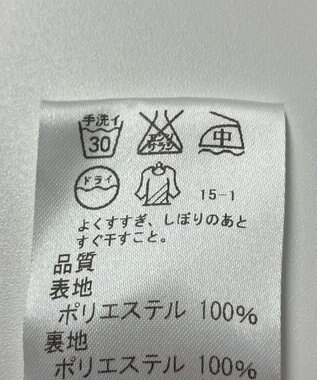 手洗イ
30
エンソ
サラシ
中
ドライ
15-1
よくすすぎ、しぼりのあと
すぐ干すこと。
品質
表地
ポリエステル 100%
裏地
ポリエステル 100%